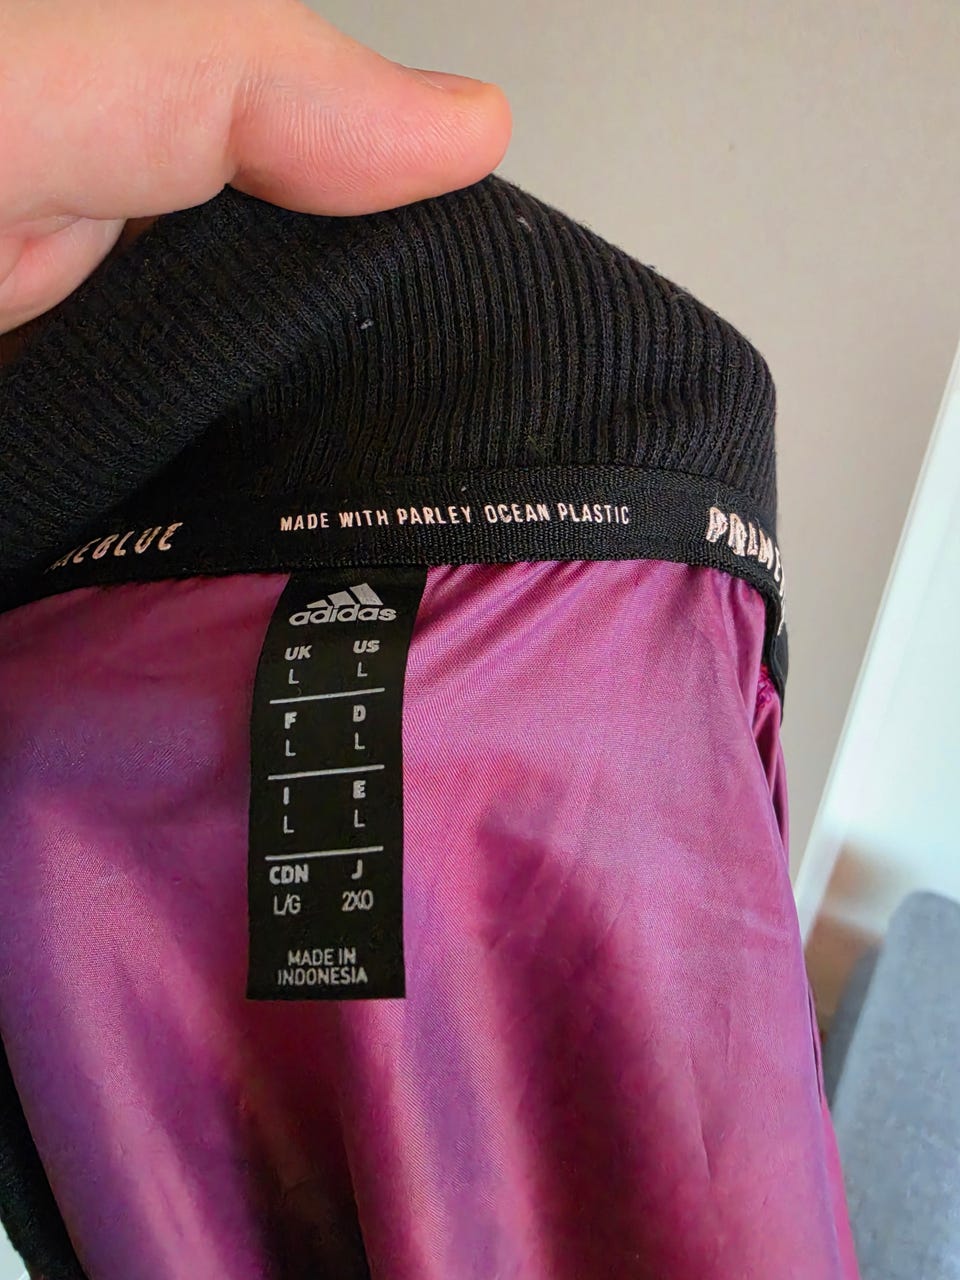 MADE WITH PARLEY OCEAN PLASTIC
adidas
UK US
L L
F D
L L
I E
L L
CDN J
L/G 2XO
MADE IN
INDONESIA